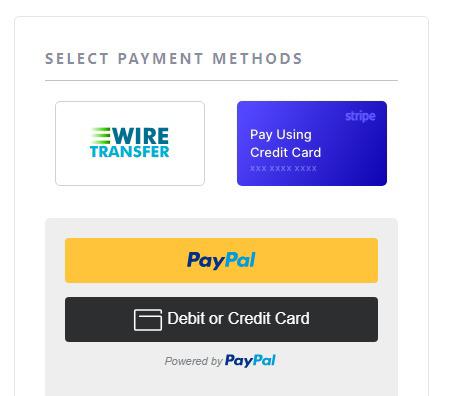 SELECT PAYMENT METHODS
WIRE
TRANSFER
stripe
Pay Using
Credit Card
xxx xxxx xxxx
PayPal
Debit or Credit Card
Powered by PayPal